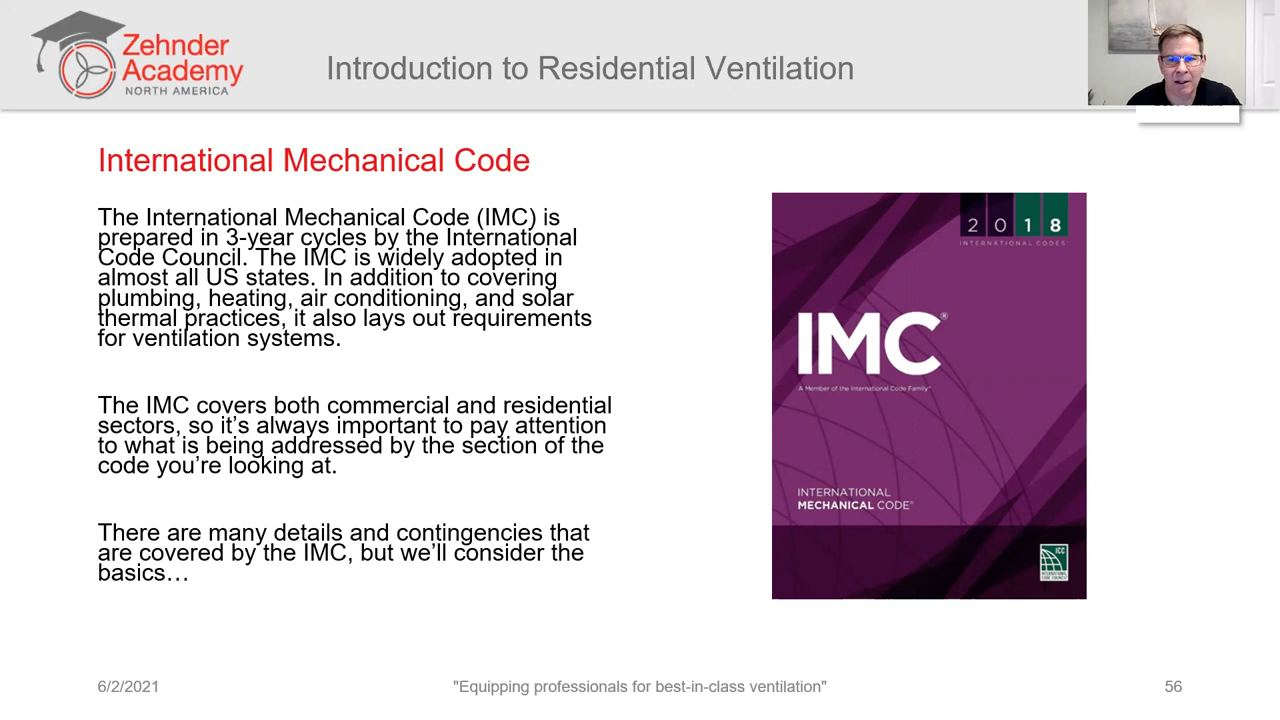 Zehnder
Academy
NORTH AMERICA
Introduction to Residential Ventilation
International Mechanical Code
The International Mechanical Code (IMC) is
prepared in 3-year cycles by the International
Code Council. The IMC is widely adopted in
almost all US states. In addition to covering
plumbing, heating, air conditioning, and solar
thermal practices, it also lays out requirements
for ventilation systems.
The IMC covers both commercial and residential
sectors, so it's always important to pay attention
to what is being addressed by the section of the
code you're looking at.
There are many details and contingencies that
are covered by the IMC, but we'll consider the
basics…
2018
INTERNATIONAL CODES®
IMC®
A Member of the International Code Family®
INTERNATIONAL
MECHANICAL CODE®
ICC
INTERNATIONAL
CODE COUNCIL
6/2/2021
"Equipping professionals for best-in-class ventilation"
56